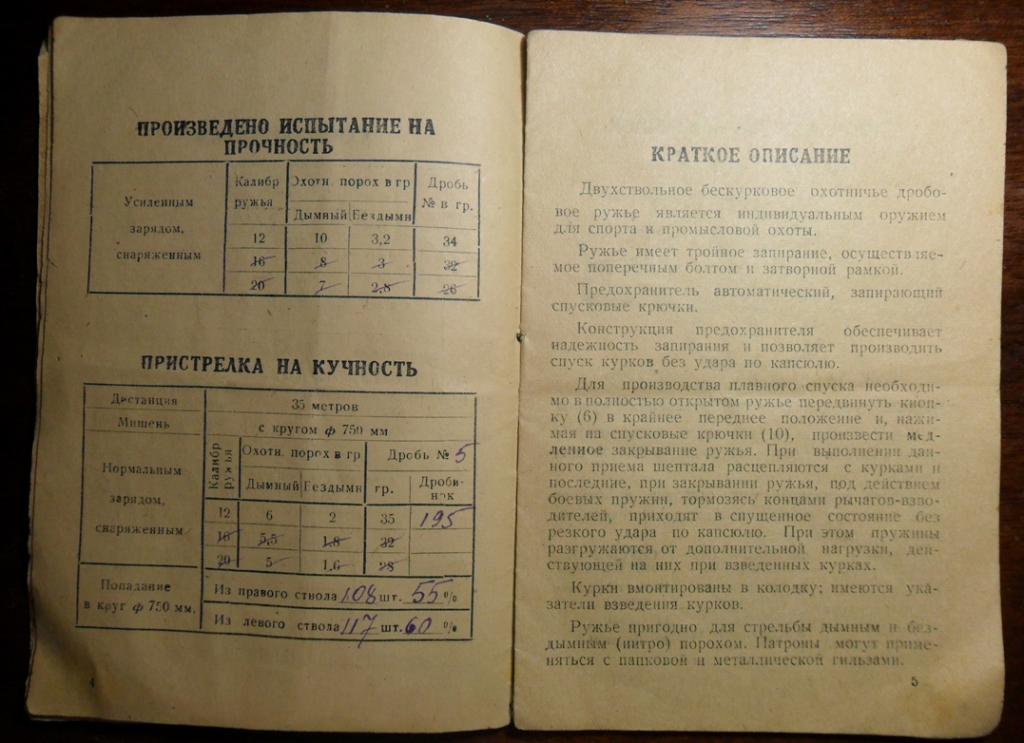 ПРОИЗВЕДЕНО ИСПЫТАНИЕ НА
ПРОЧНОСТЬ
Усиленным
зарядом,
снаряженным
Калибр
ружья
Охотн. порох в гр
Дымный Бездымн
Дробь
№ в гр.
12 10 3,2 34
16 8 3 32
20 7 2,8 26
ПРИСТРЕЛКА НА КУЧНОСТЬ
Дистанция 35 метров
Мишень с кругом ф 750 мм
Нормальным
зарядом,
снаряженным
Калибр
ружья
Охотн. порох в гр Дробь № 5
Дымный Бездымн гр. Дроби-
нок
12 6 2 35 195
16 5,5 1,8 32
20 5 1,6 28
Попадание
в круг ф 750 мм.
Из правого ствола 108 шт. 55 %
Из левого ствола 117 шт. 60 %
4
КРАТКОЕ ОПИСАНИЕ
Двухствольное бескурковое охотничье дробо-
вое ружье является индивидуальным оружием
для спорта и промысловой охоты.
Ружье имеет тройное запирание, осуществляе-
мое поперечным болтом и затворной рамкой.
Предохранитель автоматический, запирающий
спусковые крючки.
Конструкция предохранителя обеспечивает
надежность запирания и позволяет производить
спуск курков без удара по капсюлю.
Для производства плавного спуска необходи-
мо в полностью открытом ружье передвинуть кноп-
ку (6) в крайнее переднее положение и, нажи-
мая на спусковые крючки (10), произвести мед-
ленное закрывание ружья. При выполнении дан-
ного приема шептала расцепляются с курками и
последние, при закрывании ружья, под действием
боевых пружин, тормозясь концами рычагов-взво-
дителей, приходят в спущенное состояние без
резкого удара по капсюлю. При этом пружины
разгружаются от дополнительной нагрузки, дей-
ствующей на них при взведенных курках.
Курки вмонтированы в колодку; имеются ука-
затели взведения курков.
Ружье пригодно для стрельбы дымным и без-
дымным (нитро) порохом. Патроны могут приме-
няться с папковой и металлической гильзами.
5